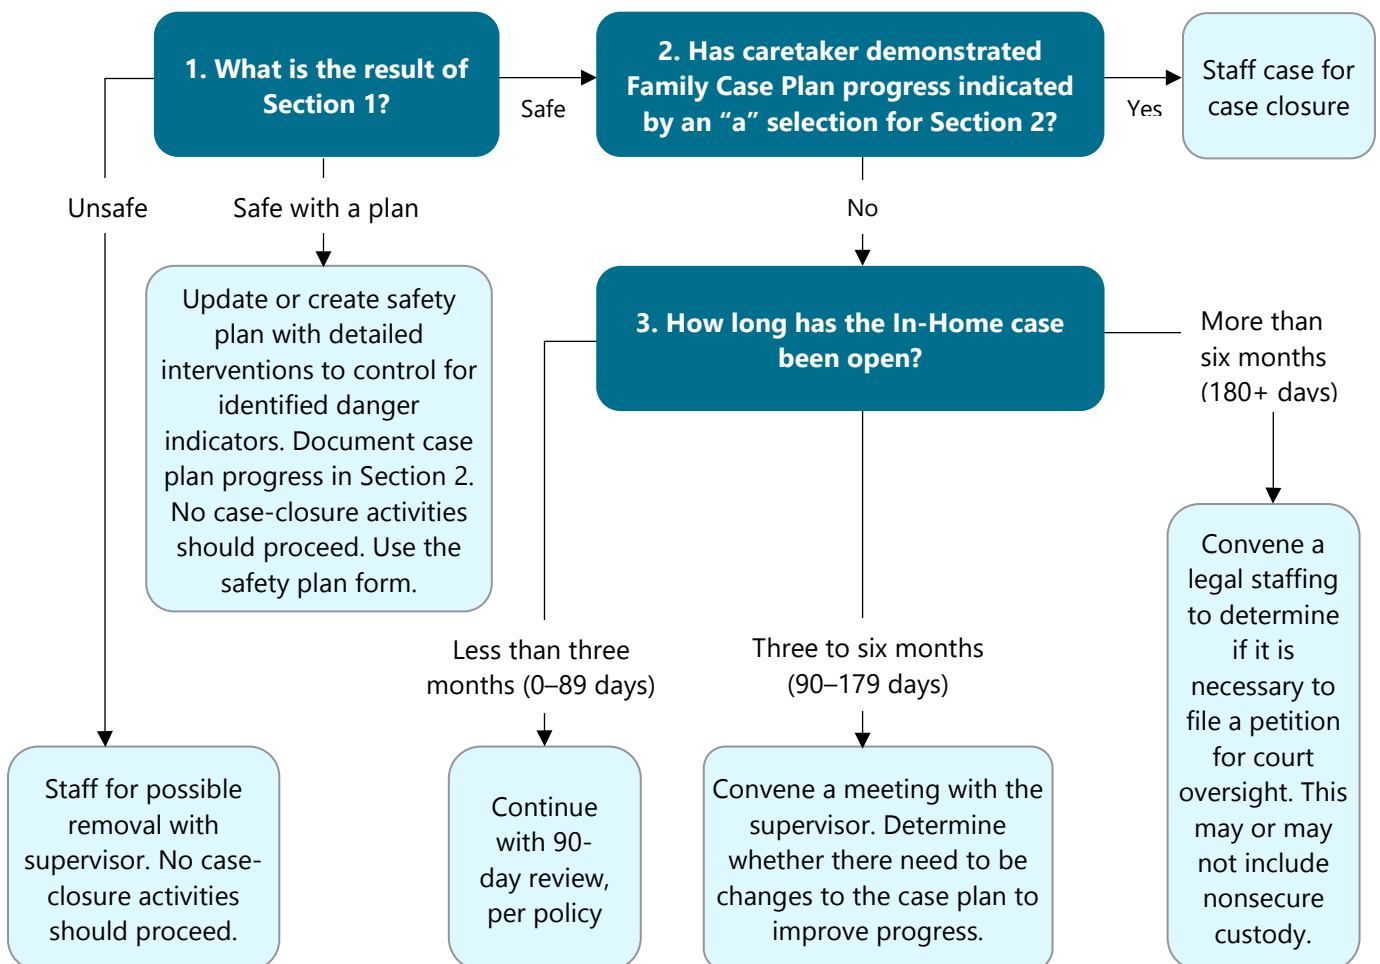 1. What is the result of
Section 1?
Safe
2. Has caretaker demonstrated
Family Case Plan progress indicated
by an “a” selection for Section 2?
Yes
Staff case for
case closure
Unsafe
Safe with a plan
No
Update or create safety
plan with detailed
interventions to control for
identified danger
indicators. Document case
plan progress in Section 2.
No case-closure activities
should proceed. Use the
safety plan form.
3. How long has the In-Home case
been open?
More than
six months
(180+ days)
Less than three
months (0–89 days)
Three to six months
(90–179 days)
Staff for possible
removal with
supervisor. No case-
closure activities
should proceed.
Continue
with 90-
day review,
per policy
Convene a meeting with the
supervisor. Determine
whether there need to be
changes to the case plan to
improve progress.
Convene a
legal staffing
to determine
if it is
necessary to
file a petition
for court
oversight. This
may or may
not include
nonsecure
custody.